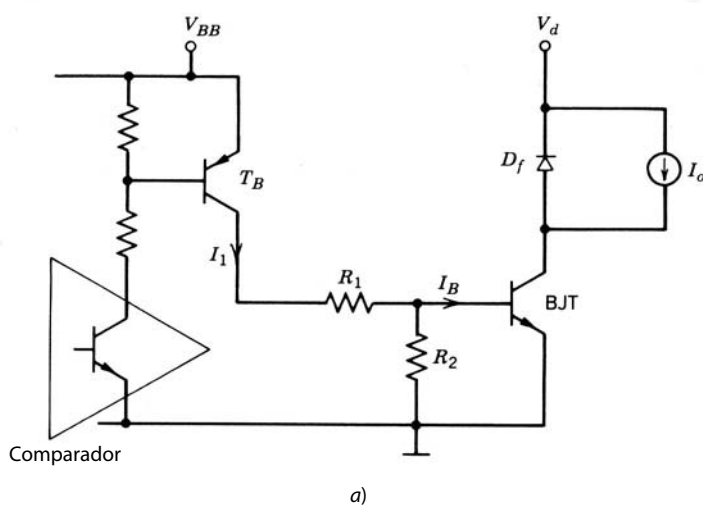 V_BB
V_d
T_B
D_f
I_o
I_1
R_1
I_B
BJT
R_2
Comparador
a)